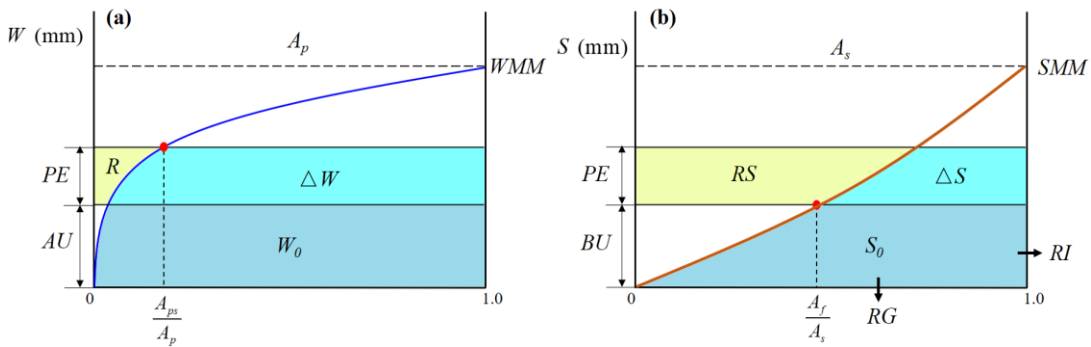 (a)
W (mm)
A_p
WMM
PE
R
△W
AU
W_0
0
A_ps
A_p
1.0
(b)
S (mm)
A_s
SMM
PE
RS
△S
BU
S_0
RI
0
A_f
A_s
RG
1.0